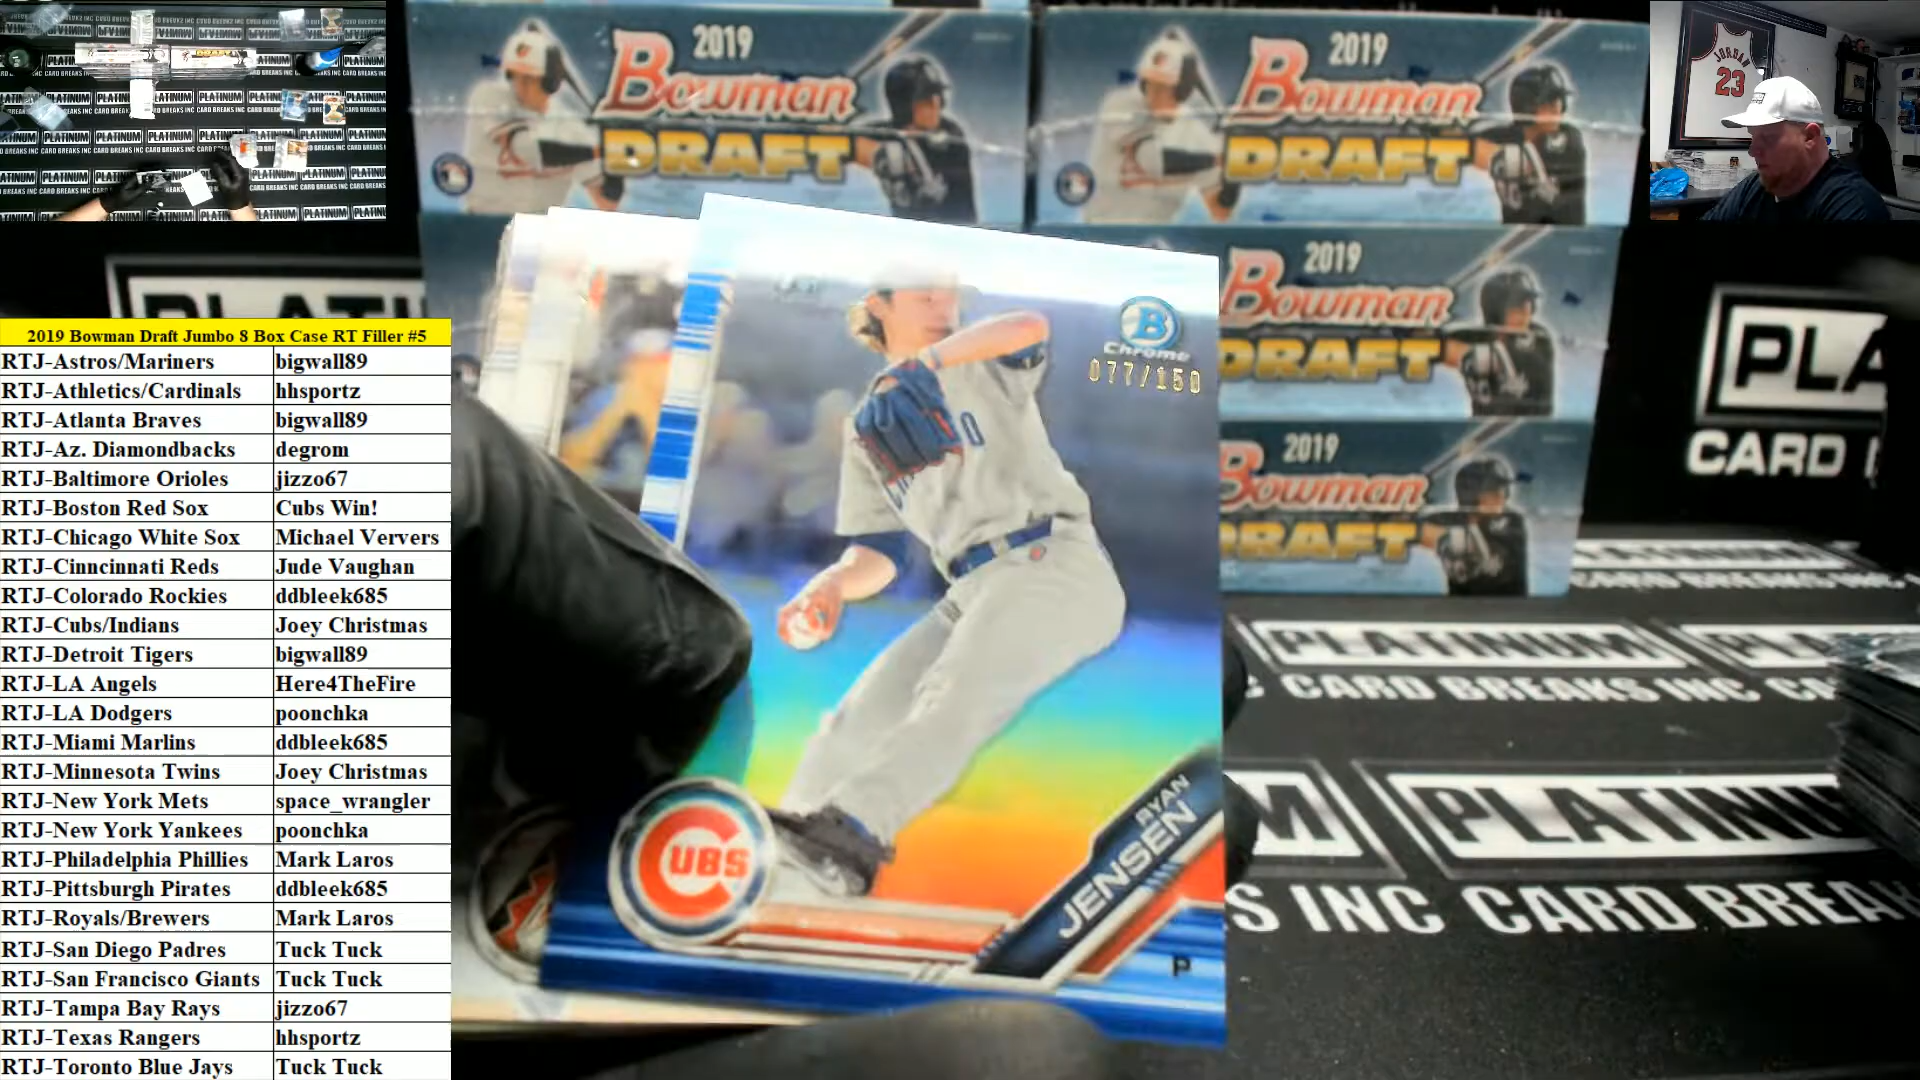 2019 Bowman Draft Jumbo 8 Box Case RT Filler #5
RTJ-Astros/Mariners bigwall89
RTJ-Athletics/Cardinals hhsportz
RTJ-Atlanta Braves bigwall89
RTJ-Az. Diamondbacks degrom
RTJ-Baltimore Orioles jizzo67
RTJ-Boston Red Sox Cubs Win!
RTJ-Chicago White Sox Michael Ververs
RTJ-Cinncinnati Reds Jude Vaughan
RTJ-Colorado Rockies ddbleek685
RTJ-Cubs/Indians Joey Christmas
RTJ-Detroit Tigers bigwall89
RTJ-LA Angels Here4TheFire
RTJ-LA Dodgers poonchka
RTJ-Miami Marlins ddbleek685
RTJ-Minnesota Twins Joey Christmas
RTJ-New York Mets space_wrangler
RTJ-New York Yankees poonchka
RTJ-Philadelphia Phillies Mark Laros
RTJ-Pittsburgh Pirates ddbleek685
RTJ-Royals/Brewers Mark Laros
RTJ-San Diego Padres Tuck Tuck
RTJ-San Francisco Giants Tuck Tuck
RTJ-Tampa Bay Rays jizzo67
RTJ-Texas Rangers hhsportz
RTJ-Toronto Blue Jays Tuck Tuck
2019
Bowman
DRAFT
2019
Bowman
DRAFT
2019
Bowman
DRAFT
2019
Bowman
DRAFT
B
Chrome
077/150
CUBS
RYAN
JENSEN
P
JORDAN
23
PLATI
PLA
CARD
PLATINUM
CARD BREAKS INC
PLATINUM
S INC CARD BREAK